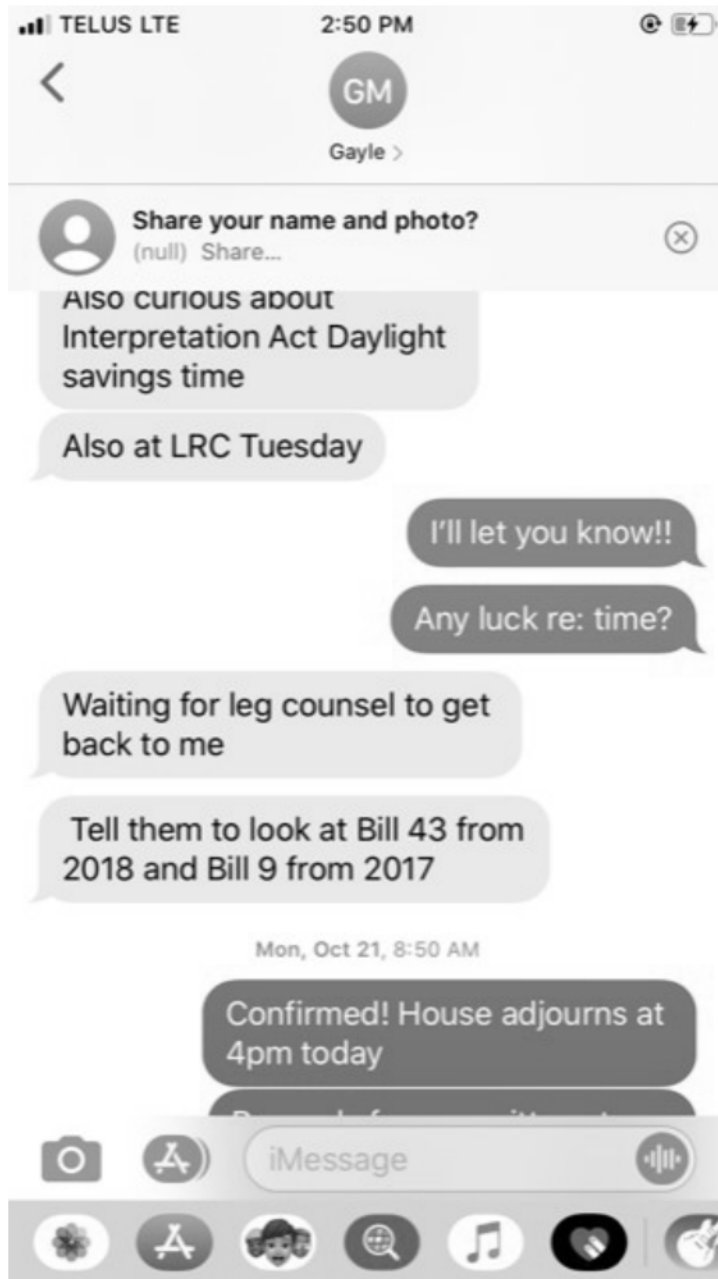 TELUS LTE 2:50 PM
GM
Gayle >
Share your name and photo?
(null) Share...
Also curious about
Interpretation Act Daylight
savings time
Also at LRC Tuesday
I'll let you know!!
Any luck re: time?
Waiting for leg counsel to get
back to me
Tell them to look at Bill 43 from
2018 and Bill 9 from 2017
Mon, Oct 21, 8:50 AM
Confirmed! House adjourns at
4pm today
iMessage